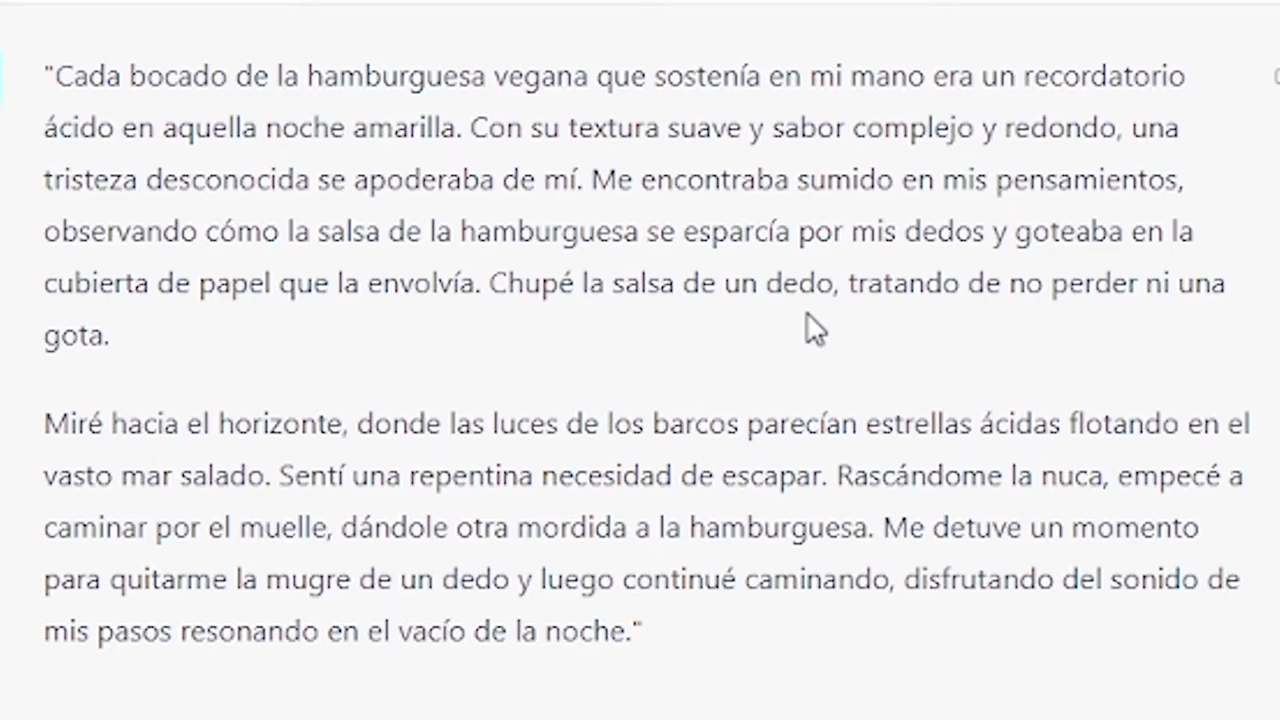 "Cada bocado de la hamburguesa vegana que sostenía en mi mano era un recordatorio
ácido en aquella noche amarilla. Con su textura suave y sabor complejo y redondo, una
tristeza desconocida se apoderaba de mí. Me encontraba sumido en mis pensamientos,
observando cómo la salsa de la hamburguesa se esparcía por mis dedos y goteaba en la
cubierta de papel que la envolvía. Chupé la salsa de un dedo, tratando de no perder ni una
gota.
Miré hacia el horizonte, donde las luces de los barcos parecían estrellas ácidas flotando en el
vasto mar salado. Sentí una repentina necesidad de escapar. Rascándome la nuca, empecé a
caminar por el muelle, dándole otra mordida a la hamburguesa. Me detuve un momento
para quitarme la mugre de un dedo y luego continué caminando, disfrutando del sonido de
mis pasos resonando en el vacío de la noche."